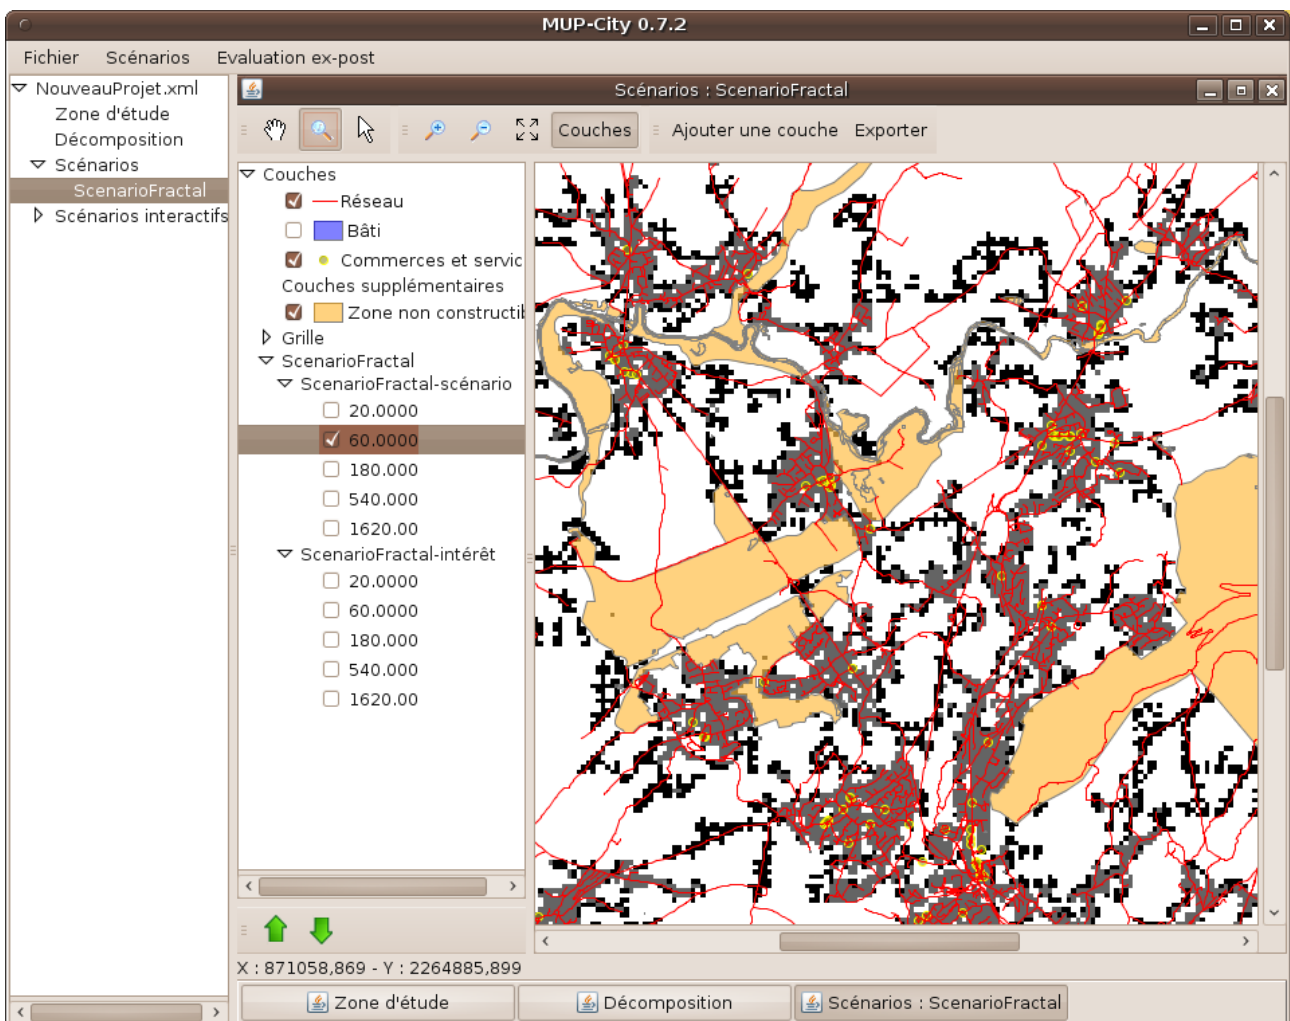 MUP-City 0.7.2
Fichier Scénarios Evaluation ex-post
NouveauProjet.xml
Zone d'étude
Décomposition
Scénarios
ScenarioFractal
Scénarios interactifs
Scénarios : ScenarioFractal
Couches Ajouter une couche Exporter
Couches
Réseau
Bâti
Commerces et servic
Couches supplémentaires
Zone non constructi
Grille
ScenarioFractal
ScenarioFractal-scénario
20.0000
60.0000
180.000
540.000
1620.00
ScenarioFractal-intérêt
20.0000
60.0000
180.000
540.000
1620.00
X : 871058,869 - Y : 2264885,899
Zone d'étude Décomposition Scénarios : ScenarioFractal